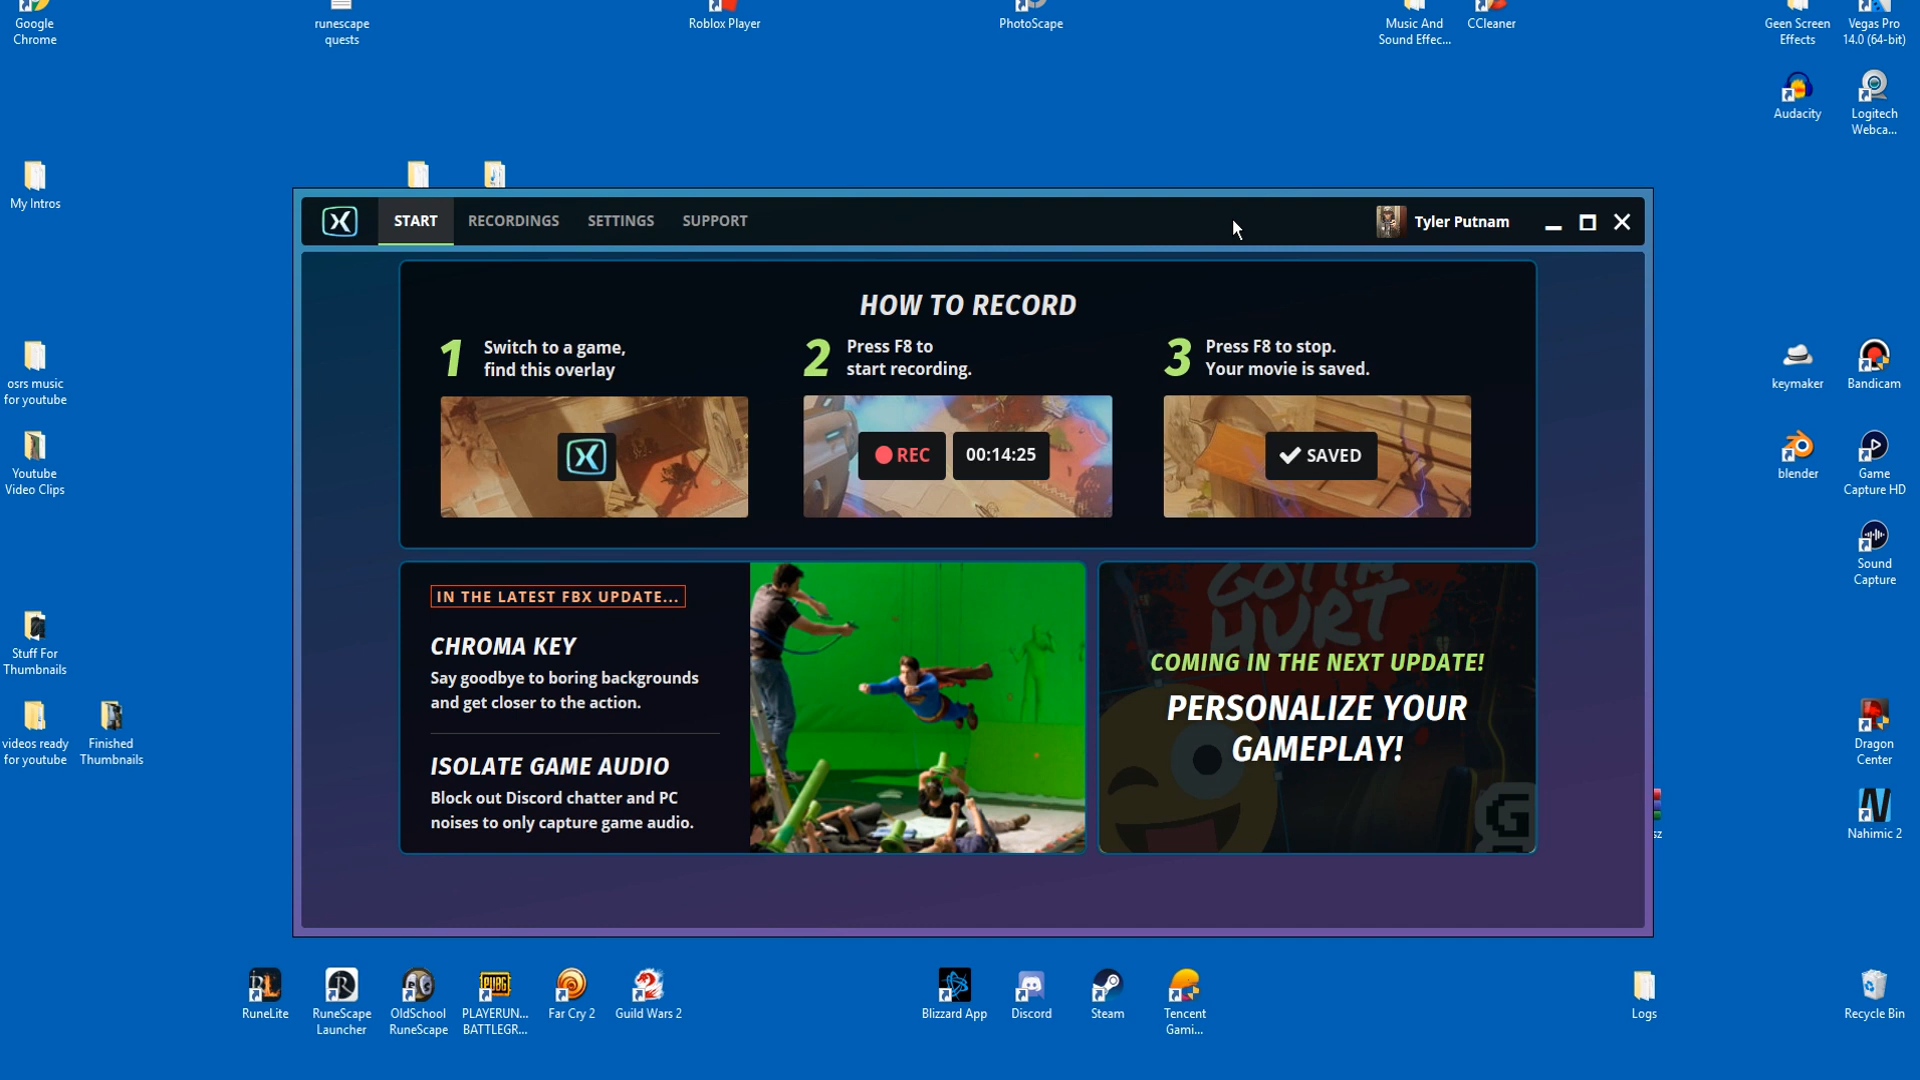 Google
Chrome
runescape
quests
Roblox Player
PhotoScape
Music And
Sound Effec...
CCleaner
Geen Screen
Effects
Vegas Pro
14.0 (64-bit)
Audacity
Logitech
Webca...
My Intros
START
RECORDINGS
SETTINGS
SUPPORT
Tyler Putnam
HOW TO RECORD
1
Switch to a game,
find this overlay
2
Press F8 to
start recording.
3
Press F8 to stop.
Your movie is saved.
REC
00:14:25
SAVED
osrs music
for youtube
keymaker
Bandicam
Youtube
Video Clips
blender
Game
Capture HD
Sound
Capture
IN THE LATEST FBX UPDATE...
CHROMA KEY
Say goodbye to boring backgrounds
and get closer to the action.
ISOLATE GAME AUDIO
Block out Discord chatter and PC
noises to only capture game audio.
GOTTA
HURT
COMING IN THE NEXT UPDATE!
PERSONALIZE YOUR
GAMEPLAY!
Stuff For
Thumbnails
videos ready
for youtube
Finished
Thumbnails
Dragon
Center
sz
Nahimic 2
RuneLite
RuneScape
Launcher
OldSchool
RuneScape
PUBG
PLAYERUN...
BATTLEGR...
Far Cry 2
Guild Wars 2
Blizzard App
Discord
Steam
Tencent
Gami...
Logs
Recycle Bin